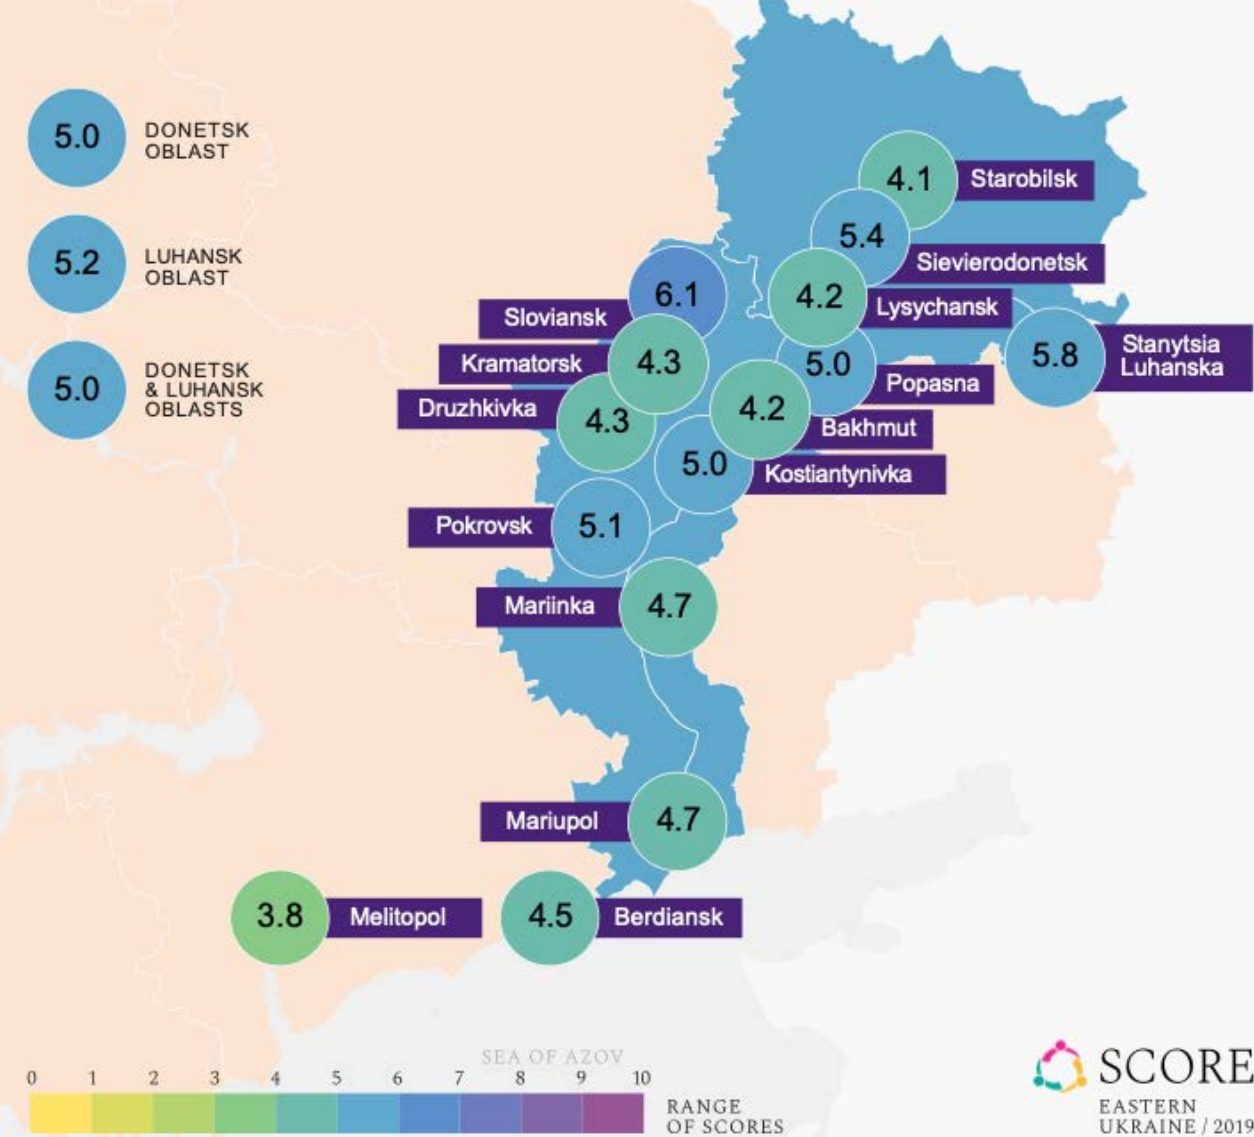 5.0
DONETSK
OBLAST
5.2
LUHANSK
OBLAST
5.0
DONETSK
& LUHANSK
OBLASTS
4.1
Starobilsk
5.4
Sievierodonetsk
6.1
Sloviansk
4.2
Lysychansk
4.3
Kramatorsk
5.0
Popasna
5.8
Stanytsia
Luhanska
4.3
Druzhkivka
4.2
Bakhmut
5.0
Kostiantynivka
5.1
Pokrovsk
4.7
Mariinka
4.7
Mariupol
3.8
Melitopol
4.5
Berdiansk
SEA OF AZOV
0 1 2 3 4 5 6 7 8 9 10
RANGE
OF SCORES
SCORE
EASTERN
UKRAINE / 2019